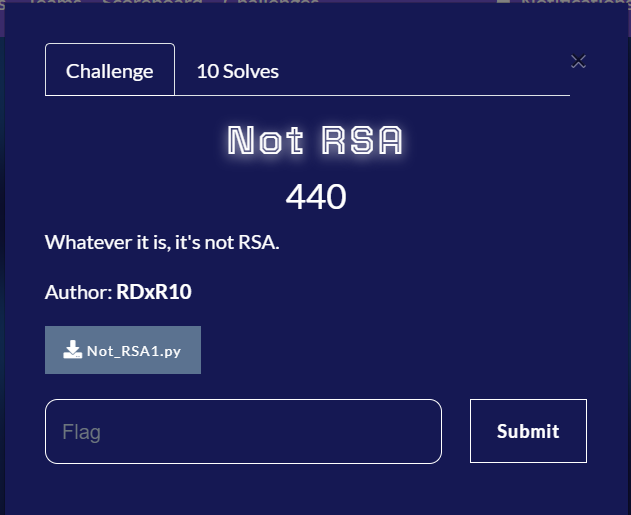 Teams Scoreboard Challenges Notifications
Challenge
10 Solves
Not RSA
440
Whatever it is, it's not RSA.
Author: RDxR10
Not_RSA1.py
Flag
Submit